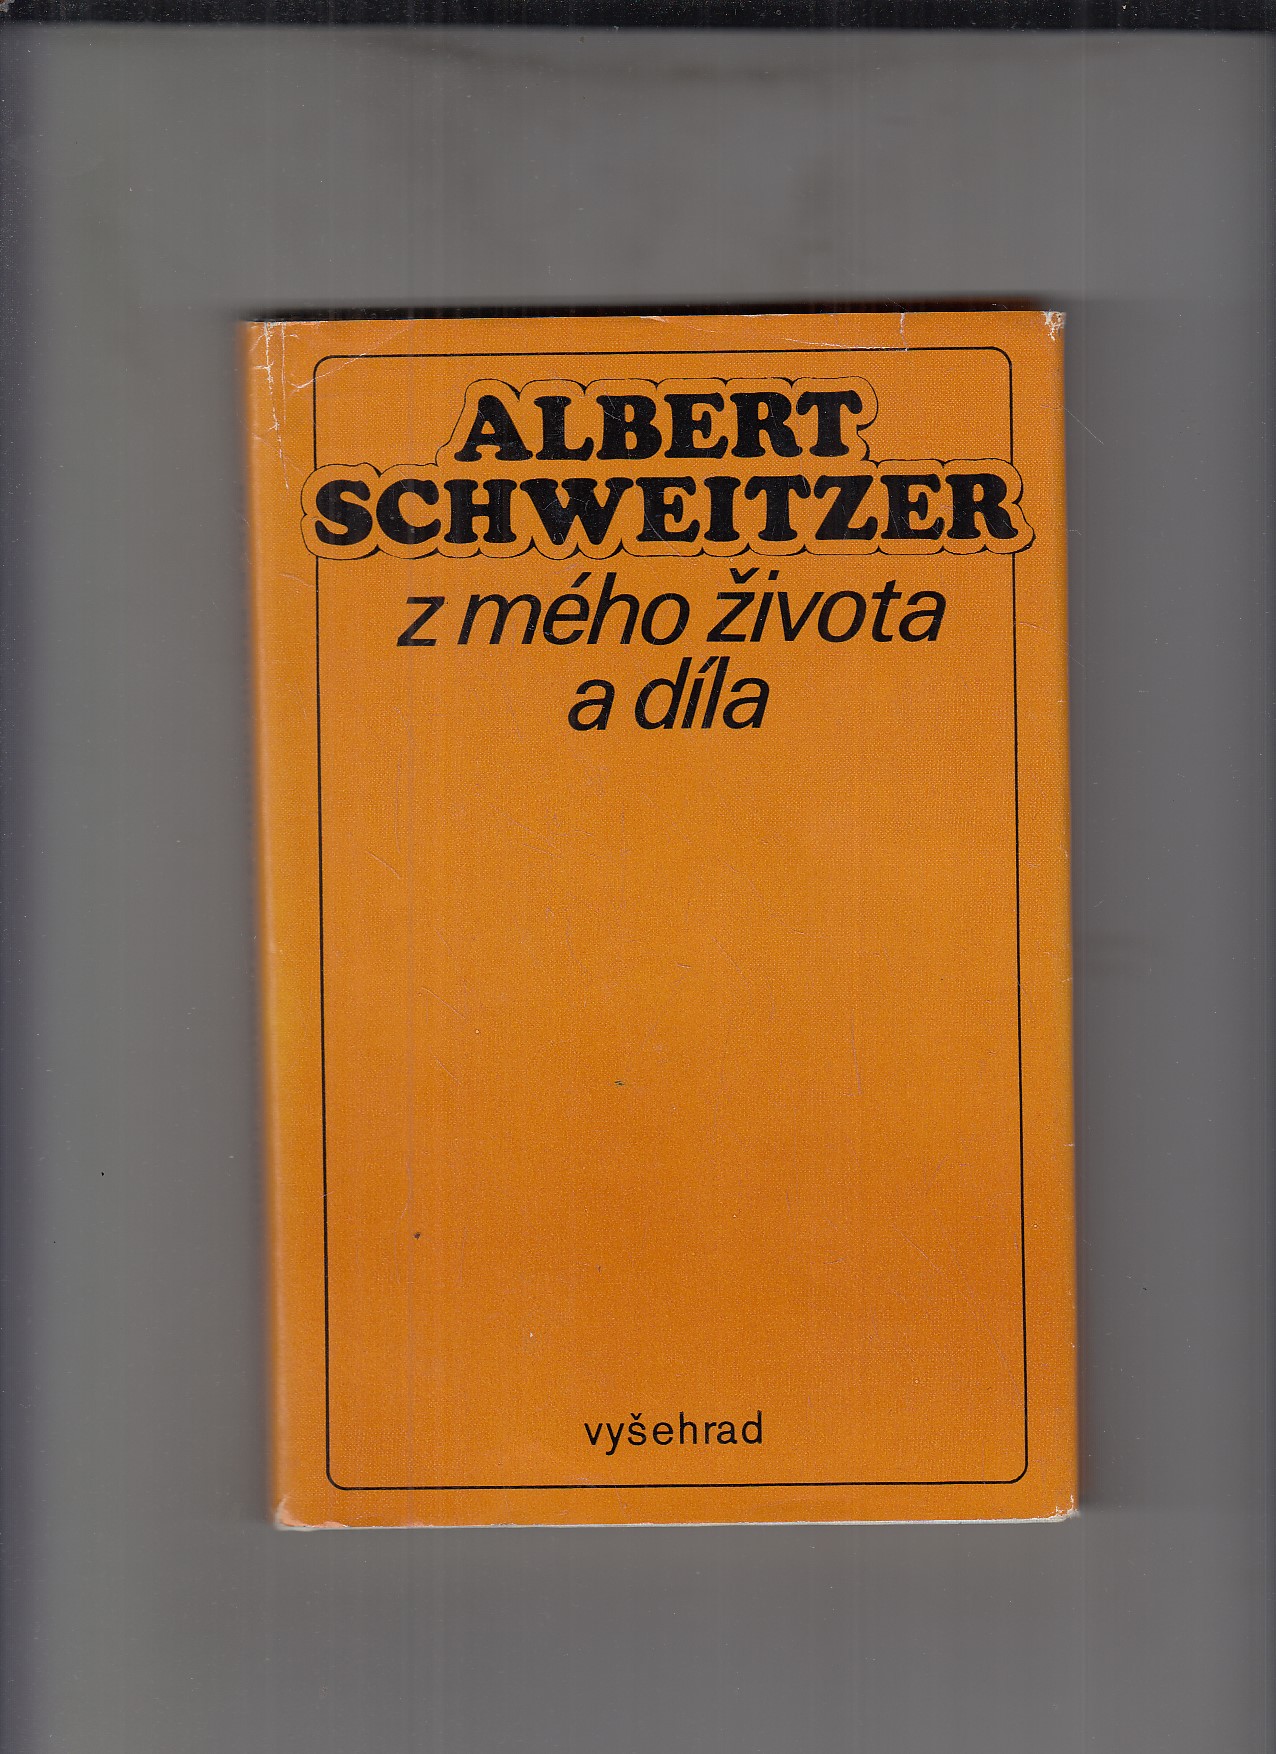 ALBERT
SCHWEITZER
z mého života
a díla
vyšehrad